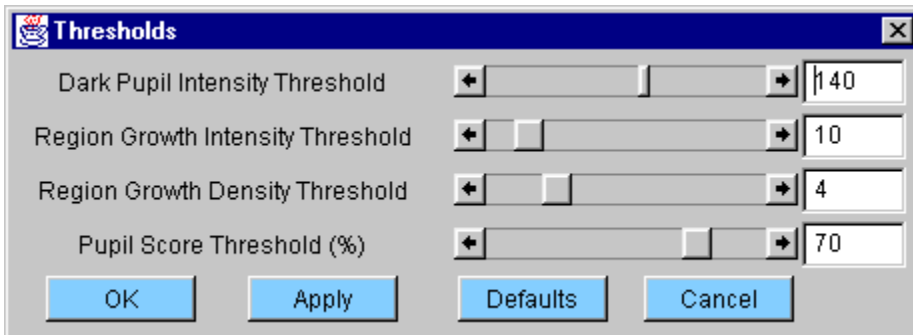 Thresholds
Dark Pupil Intensity Threshold 140
Region Growth Intensity Threshold 10
Region Growth Density Threshold 4
Pupil Score Threshold (%) 70
OK Apply Defaults Cancel